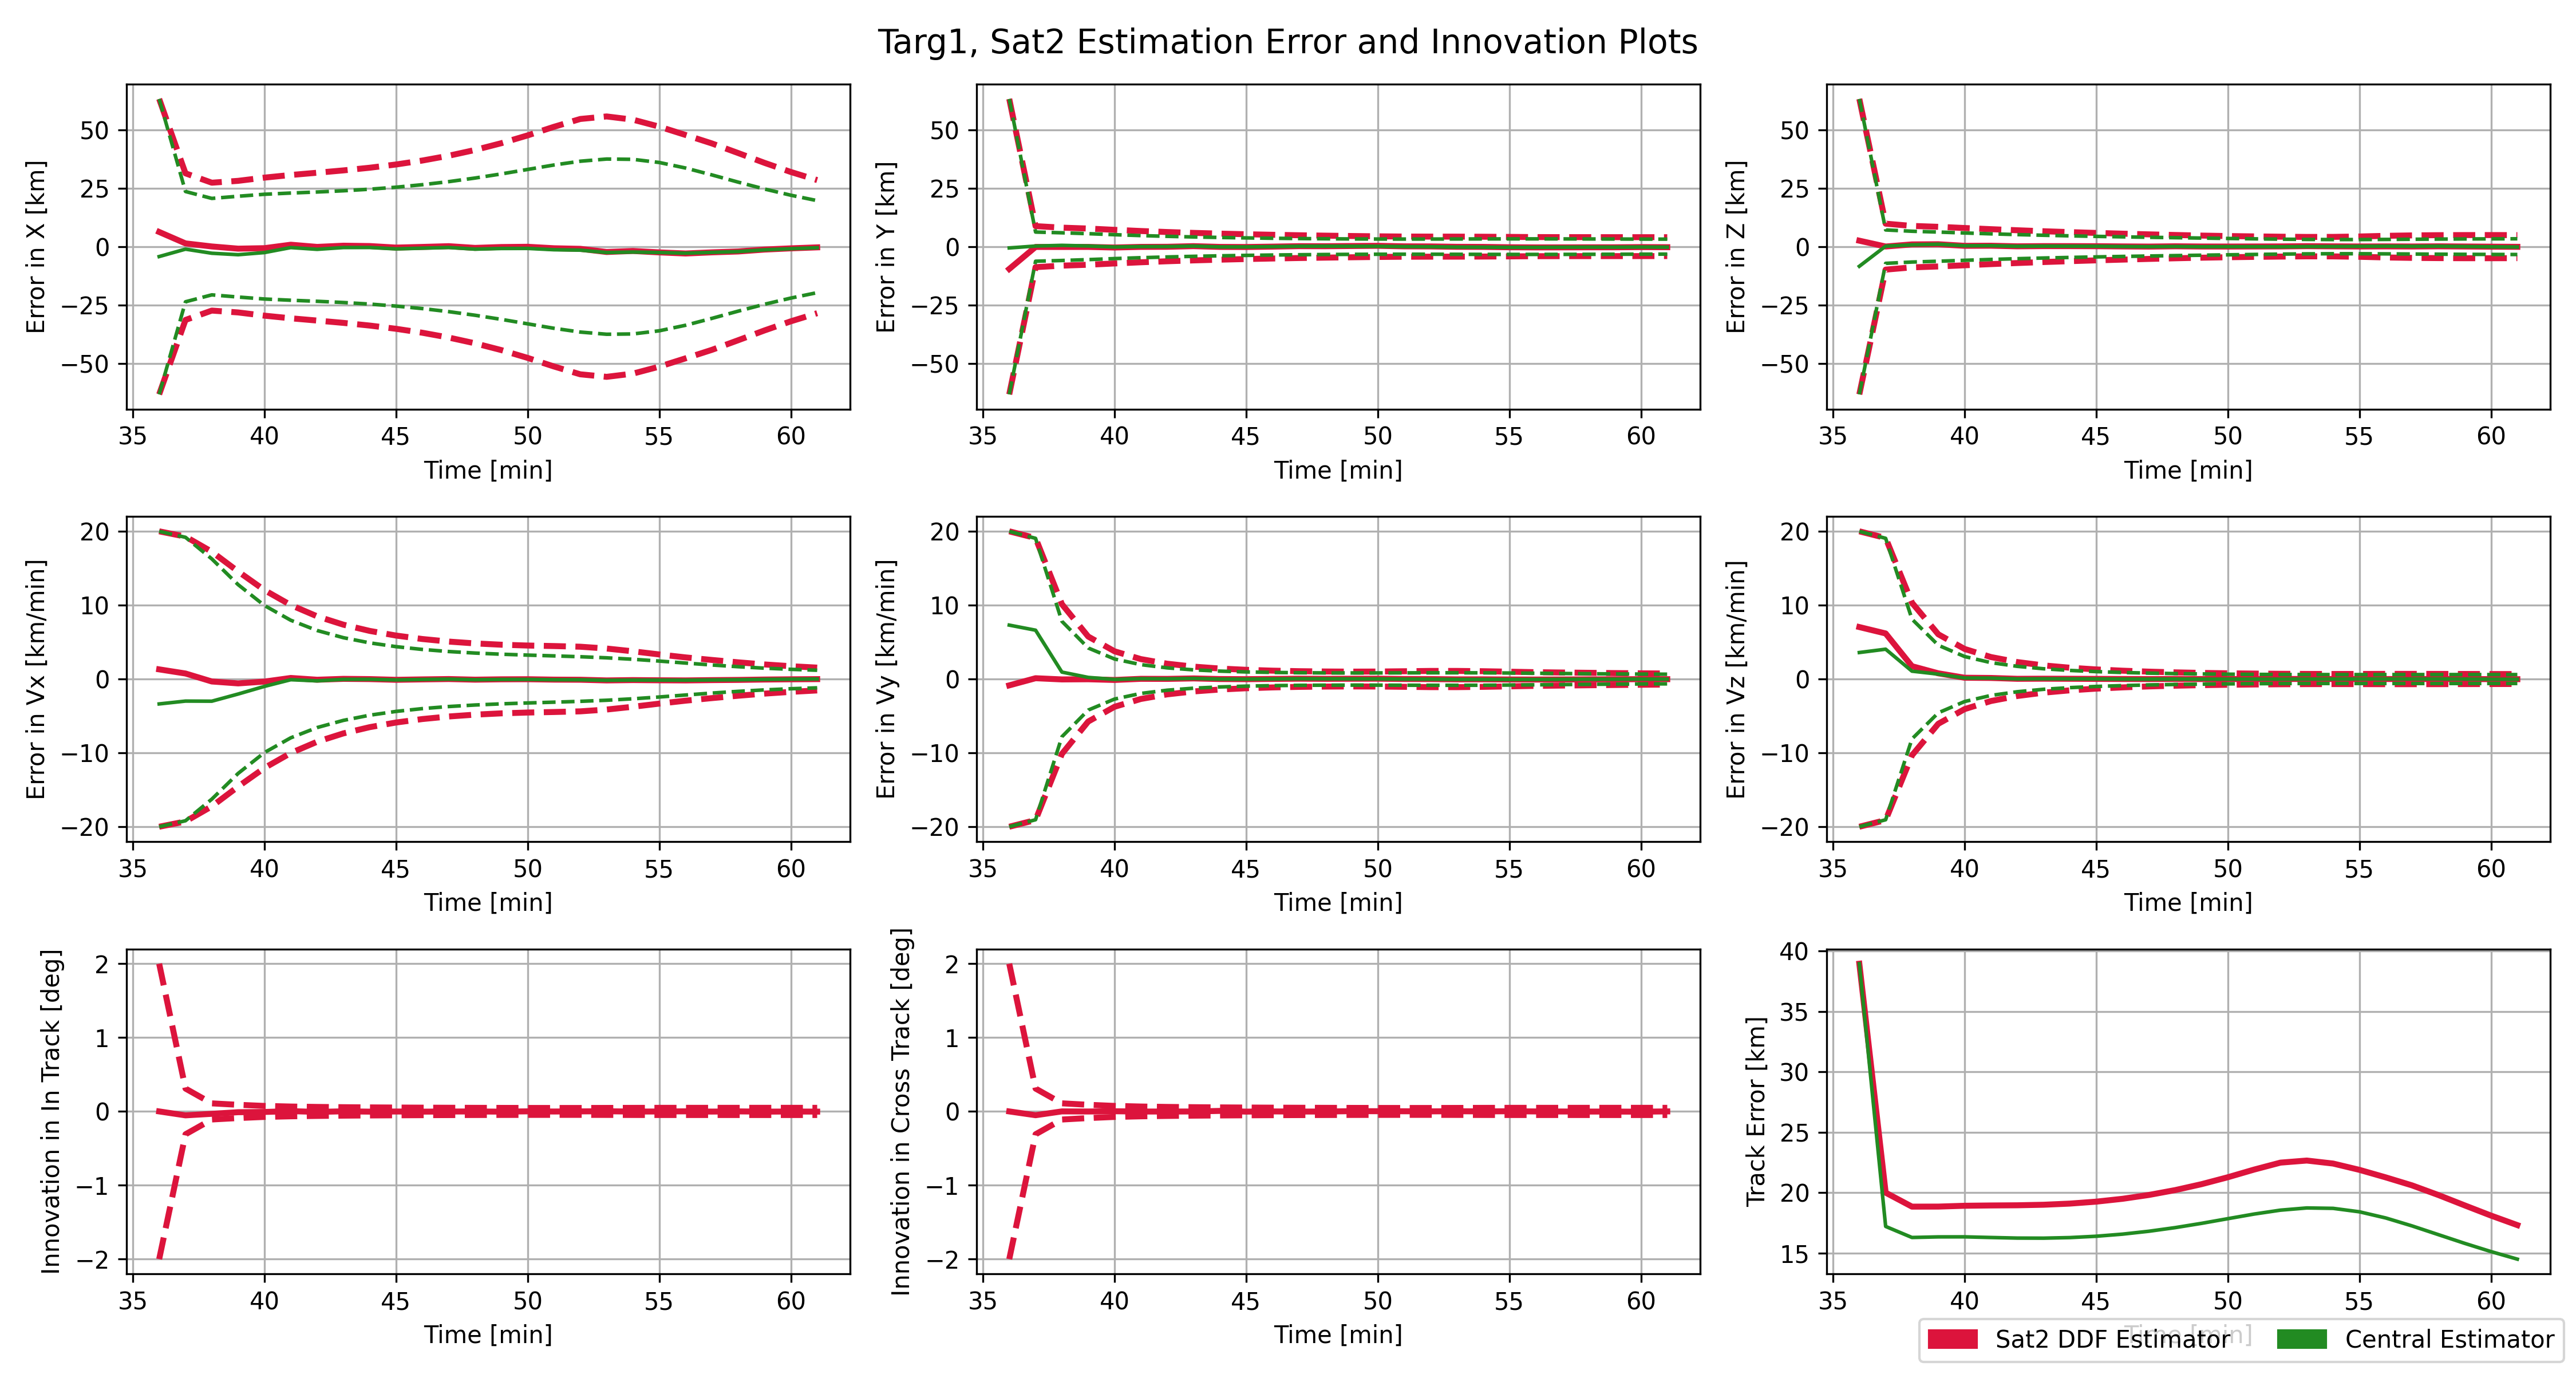 Targ1, Sat2 Estimation Error and Innovation Plots
Error in X [km]
50
25
0
−25
−50
35 40 45 50 55 60
Time [min]
Error in Y [km]
50
25
0
−25
−50
35 40 45 50 55 60
Time [min]
Error in Z [km]
50
25
0
−25
−50
35 40 45 50 55 60
Time [min]
Error in Vx [km/min]
20
10
0
−10
−20
35 40 45 50 55 60
Time [min]
Error in Vy [km/min]
20
10
0
−10
−20
35 40 45 50 55 60
Time [min]
Error in Vz [km/min]
20
10
0
−10
−20
35 40 45 50 55 60
Time [min]
Innovation in In Track [deg]
2
1
0
−1
−2
35 40 45 50 55 60
Time [min]
Innovation in Cross Track [deg]
2
1
0
−1
−2
35 40 45 50 55 60
Time [min]
Track Error [km]
40
35
30
25
20
15
35 40 45 50 55 60
Time [min]
Sat2 DDF Estimator Central Estimator